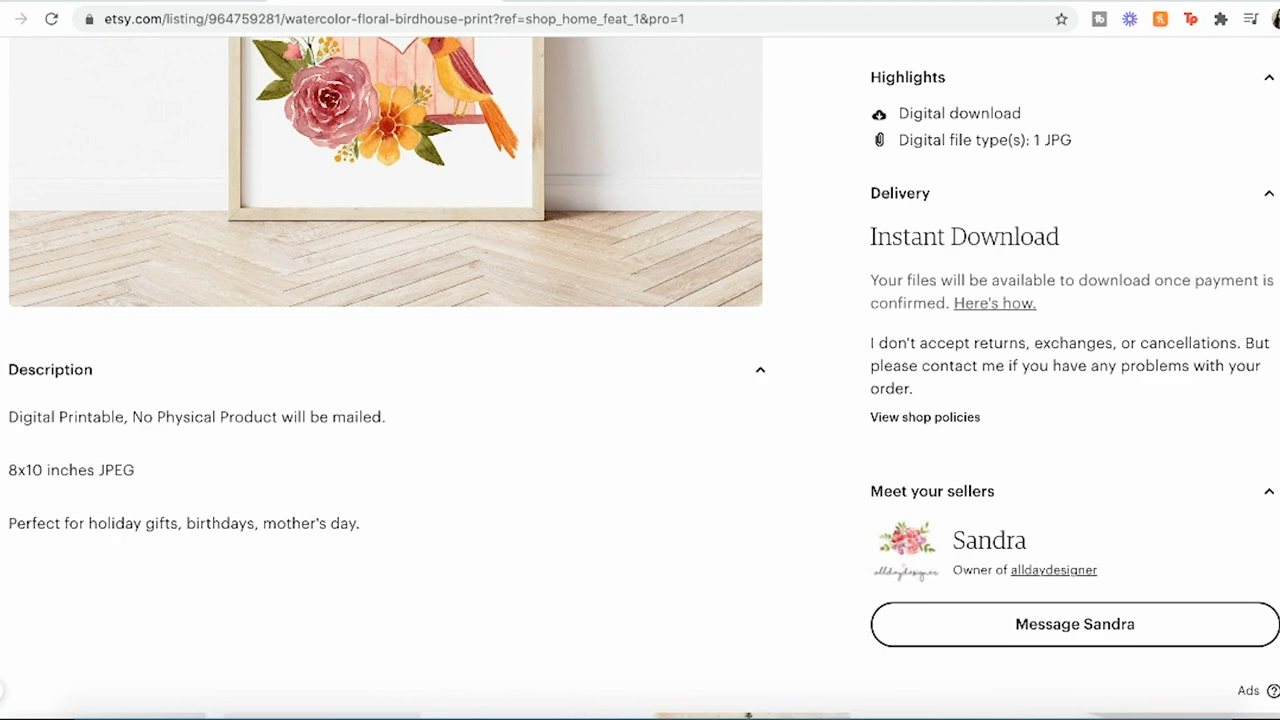 etsy.com/listing/964759281/watercolor-floral-birdhouse-print?ref=shop_home_feat_1&pro=1
Tp
Highlights
Digital download
Digital file type(s): 1 JPG
Delivery
Instant Download
Your files will be available to download once payment is
confirmed. Here's how.
I don't accept returns, exchanges, or cancellations. But
please contact me if you have any problems with your
order.
View shop policies
Description
Digital Printable, No Physical Product will be mailed.
8x10 inches JPEG
Perfect for holiday gifts, birthdays, mother's day.
Meet your sellers
alldaydesigner
Sandra
Owner of alldaydesigner
Message Sandra
Ads